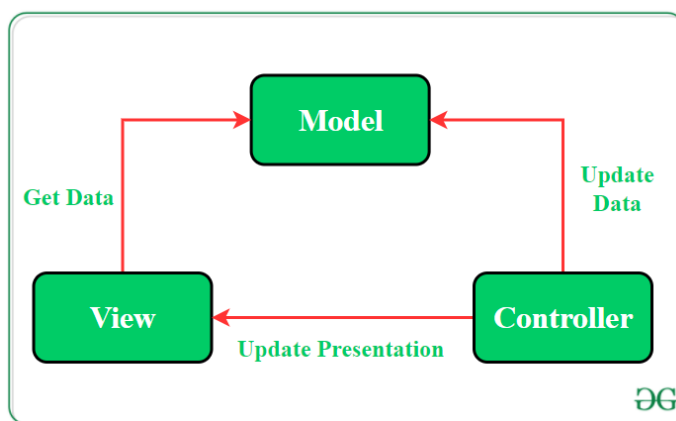 Model
Get Data
Update
Data
View
Controller
Update Presentation